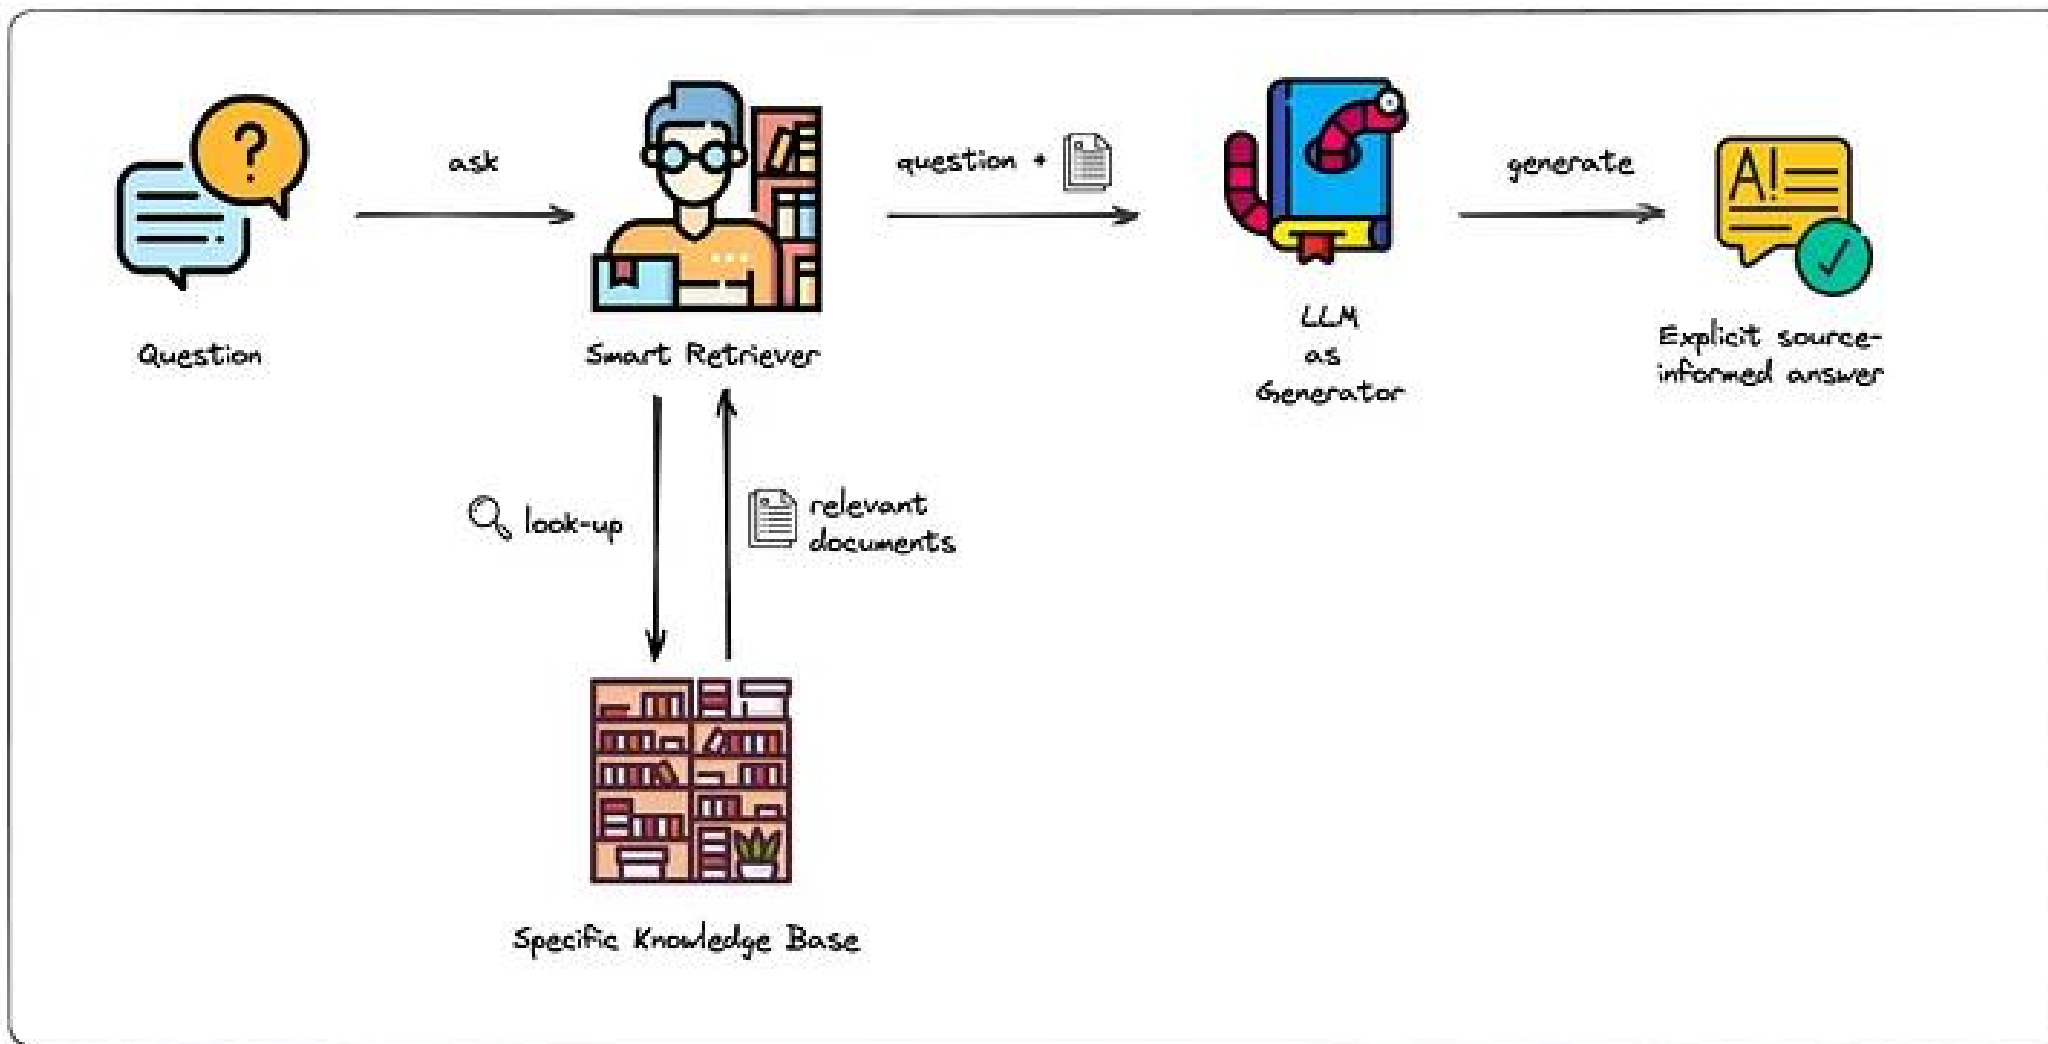 ?
ask
question +
generate
A!
Question
Smart Retriever
LLM
as
Generator
Explicit source-
informed answer
look-up
relevant
documents
Specific Knowledge Base